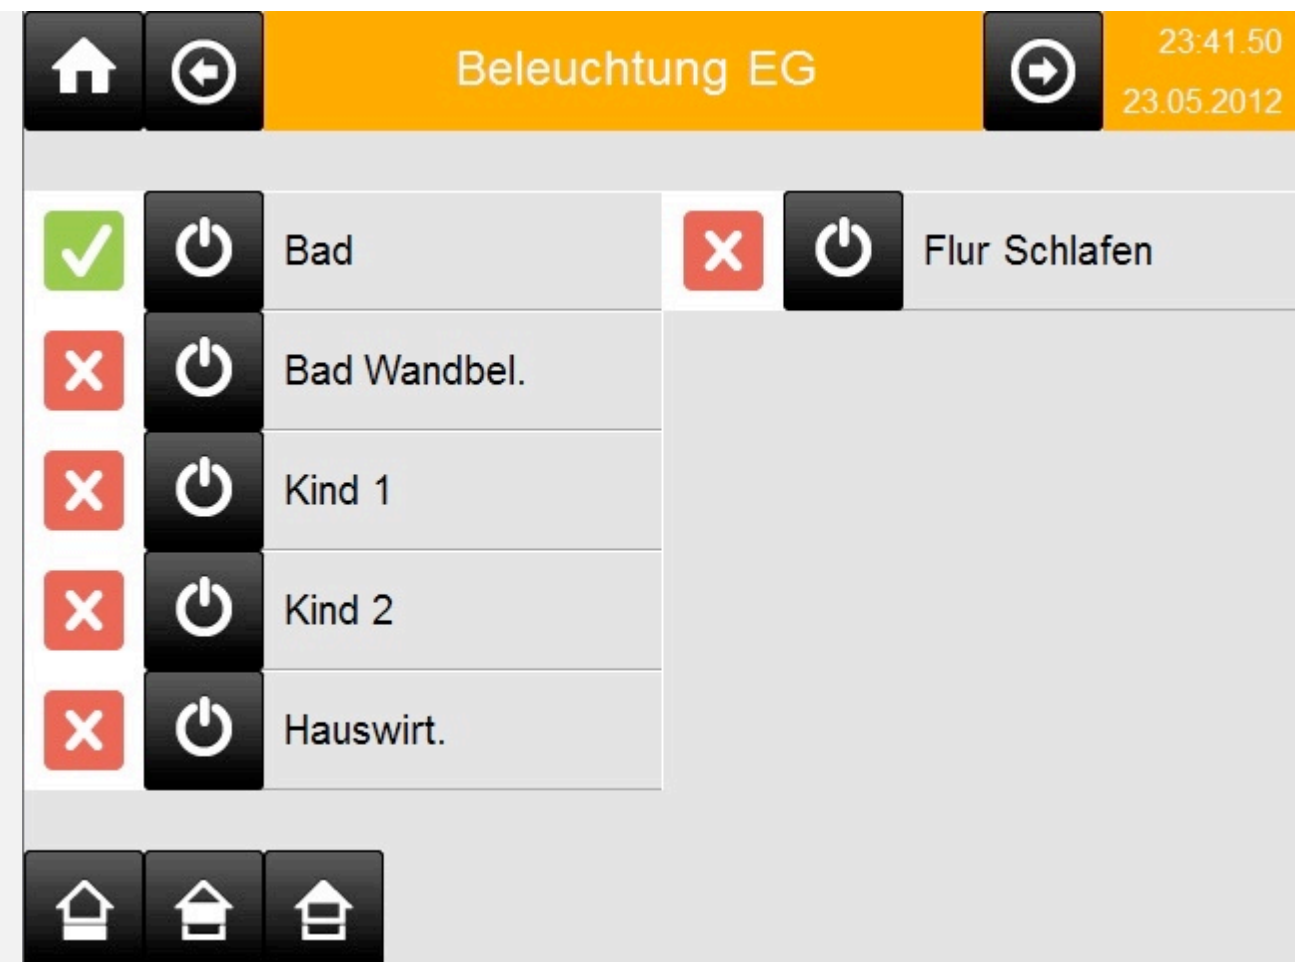 Beleuchtung EG
23:41.50
23.05.2012
Bad
Flur Schlafen
Bad Wandbel.
Kind 1
Kind 2
Hauswirt.